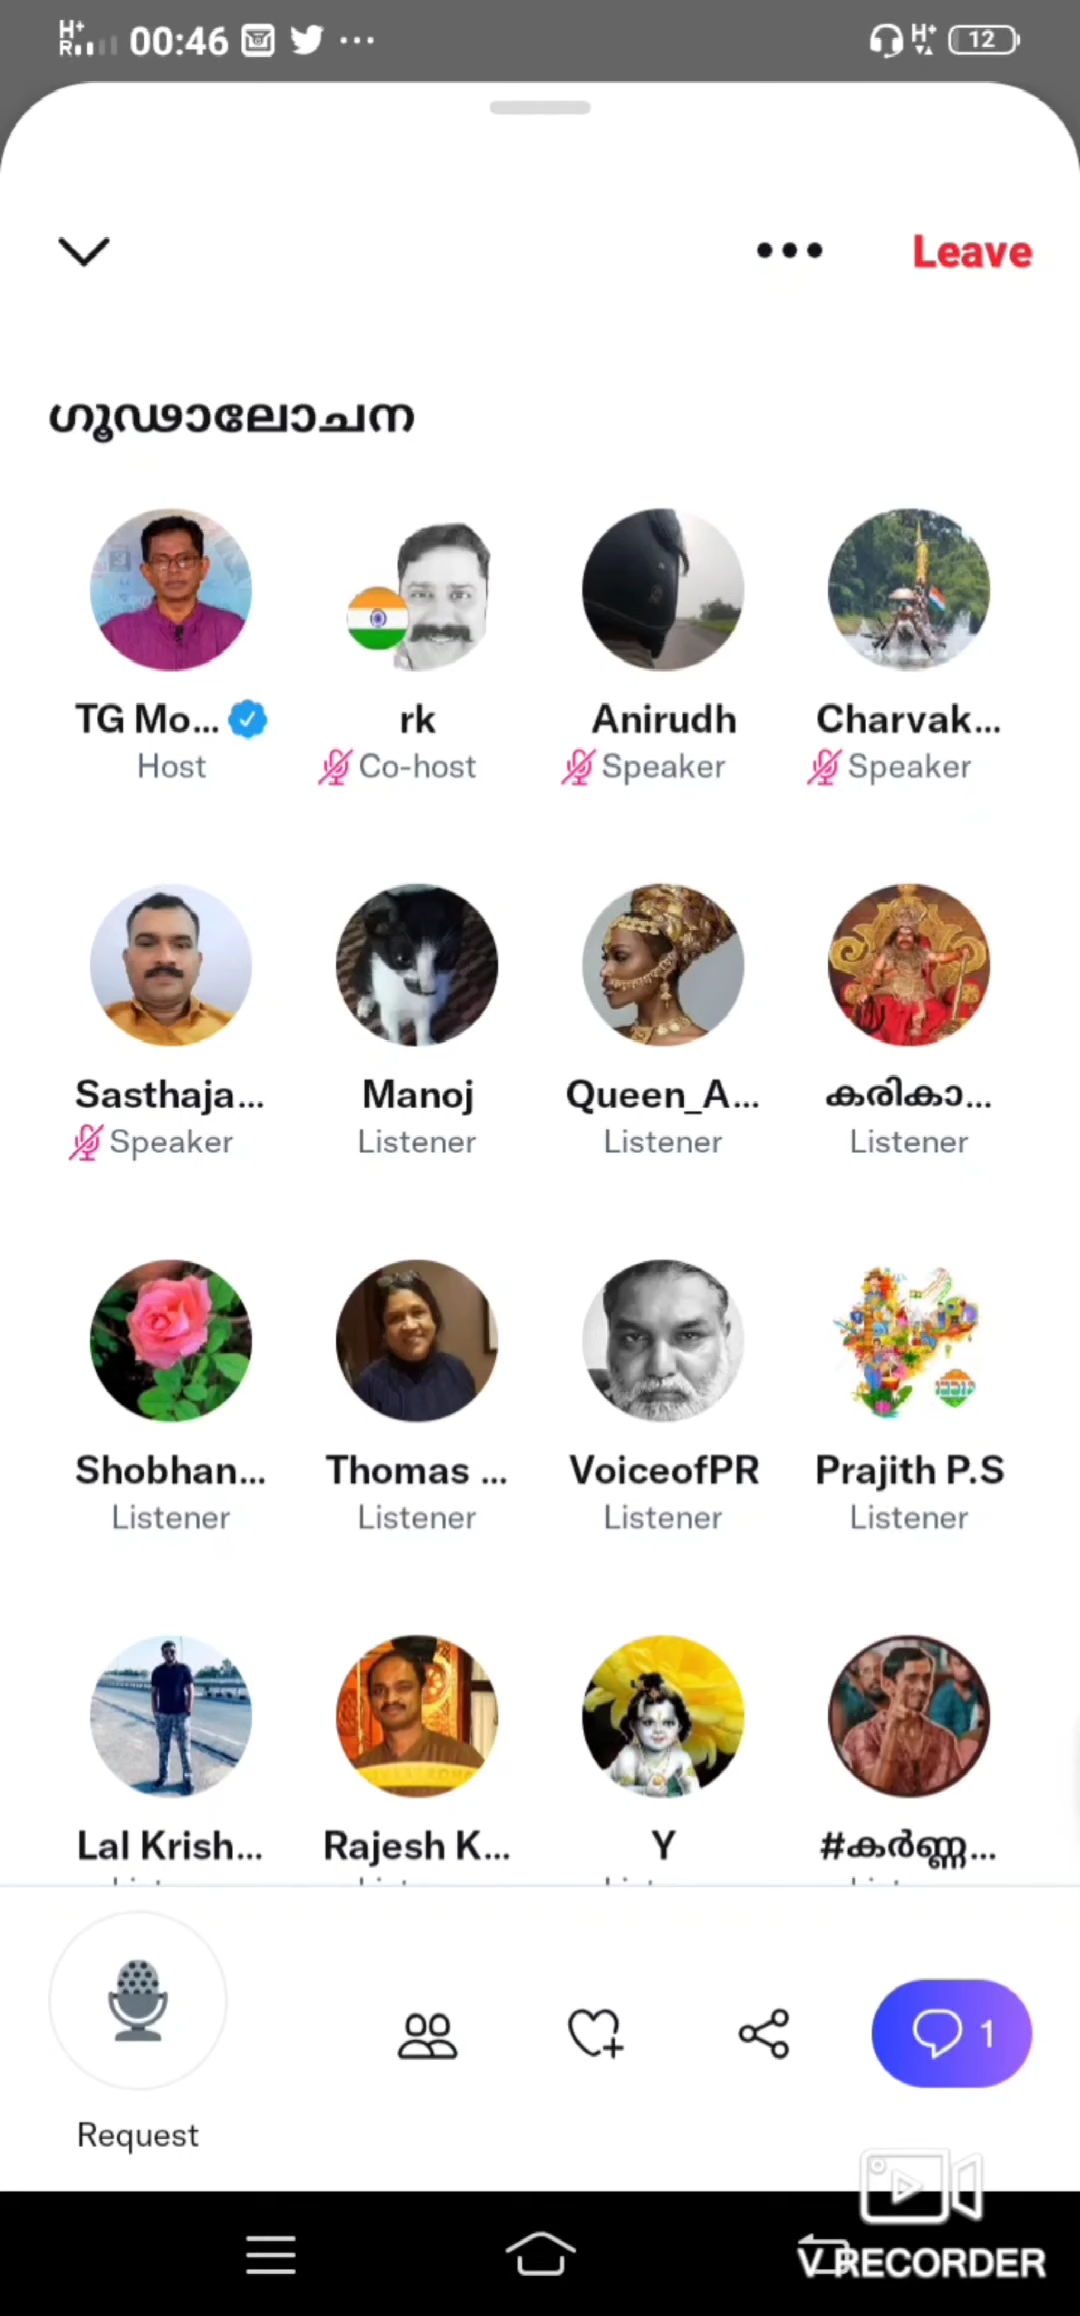 H+
R
00:46
H+
12
Leave
ഗൂഢാലോചന
TG Mo... rk Anirudh Charvak...
Host Co-host Speaker Speaker
Sasthaja... Manoj Queen_A... കരികാ...
Speaker Listener Listener Listener
Shobhan... Thomas ... VoiceofPR Prajith P.S
Listener Listener Listener Listener
Lal Krish... Rajesh K... Y #കർണ്ണ...
1
Request
V RECORDER